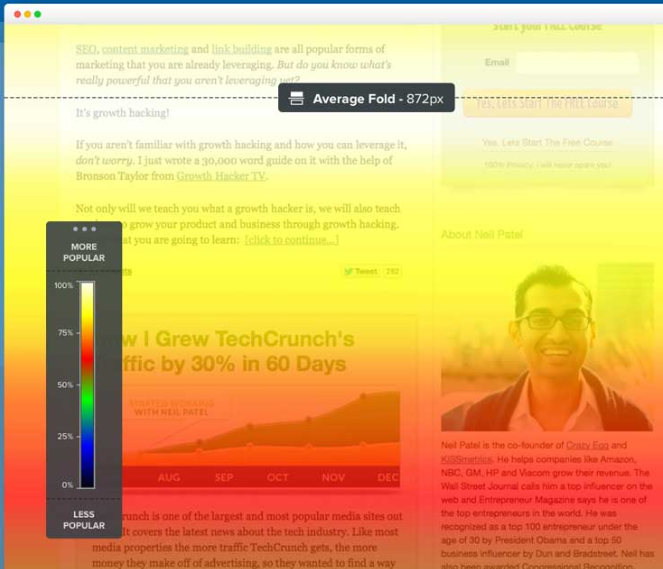 Start your FREE Course
SEO, content marketing and link building are all popular forms of
marketing that you are already leveraging. But do you know what's
really powerful that you aren't leveraging yet?
Email
Average Fold - 872px
Yes, Lets Start The FREE Course
It's growth hacking!
If you aren't familiar with growth hacking and how you can leverage it,
don't worry. I just wrote a 30,000 word guide on it with the help of
Bronson Taylor from Growth Hacker TV.
Yes, Lets Start The Free Course
100% Privacy, I will never spam you!
Not only will we teach you what a growth hacker is, we will also teach
to grow your product and business through growth hacking.
you are going to learn: [click to continue...]
Tweet 282
About Neil Patel
MORE
POPULAR
100%
75%
50%
25%
0%
LESS
POPULAR
I Grew TechCrunch's
by 30% in 60 Days
STARTED WORKING
WITH NEIL PATEL
AUG SEP OCT NOV DEC
is one of the largest and most popular media sites out
It covers the latest news about the tech industry. Like most
media properties the more traffic TechCrunch gets, the more
money they make off of advertising, so they wanted to find a way
Neil Patel is the co-founder of Crazy Egg and
KISSmetrics. He helps companies like Amazon,
NBC, GM, HP and Viacom grow their revenue. The
Wall Street Journal calls him a top influencer on the
web and Entrepreneur Magazine says he is one of
the top entrepreneurs in the world. He was
recognized as a top 100 entrepreneur under the
age of 30 by President Obama and a top 50
business influencer by Dun and Bradstreet. Neil has
also been awarded Congressional Recognition